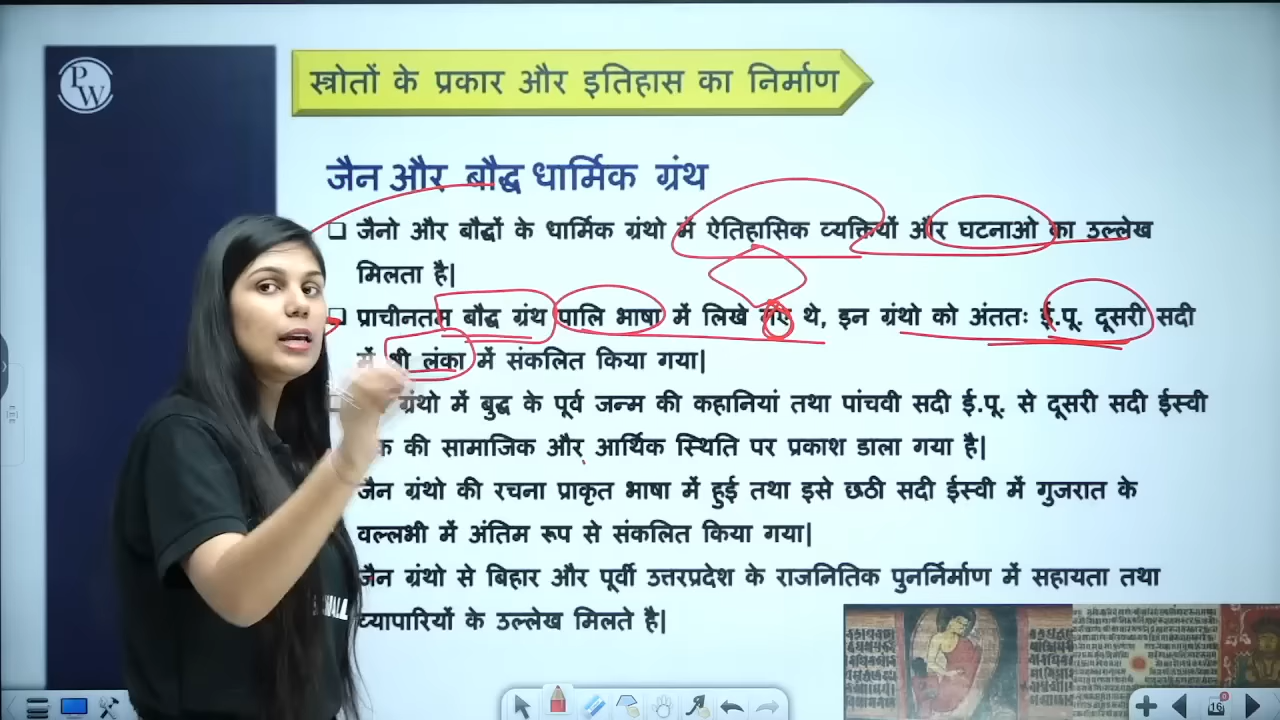 PW
स्त्रोतों के प्रकार और इतिहास का निर्माण
जैन और बौद्ध धार्मिक ग्रंथ
जैनो और बौद्धों के धार्मिक ग्रंथो में ऐतिहासिक व्यक्तियों और घटनाओ का उल्लेख
मिलता है|
प्राचीनतम बौद्ध ग्रंथ पालि भाषा में लिखे गए थे, इन ग्रंथो को अंततः ई.पू. दूसरी सदी
में श्री लंका में संकलित किया गया|
ग्रंथो में बुद्ध के पूर्व जन्म की कहानियां तथा पांचवी सदी ई.पू. से दूसरी सदी ईस्वी
की सामाजिक और आर्थिक स्थिति पर प्रकाश डाला गया है|
जैन ग्रंथो की रचना प्राकृत भाषा में हुई तथा इसे छठी सदी ईस्वी में गुजरात के
वल्लभी में अंतिम रूप से संकलित किया गया|
जैन ग्रंथो से बिहार और पूर्वी उत्तरप्रदेश के राजनितिक पुनर्निर्माण में सहायता तथा
व्यापारियों के उल्लेख मिलते है|
16